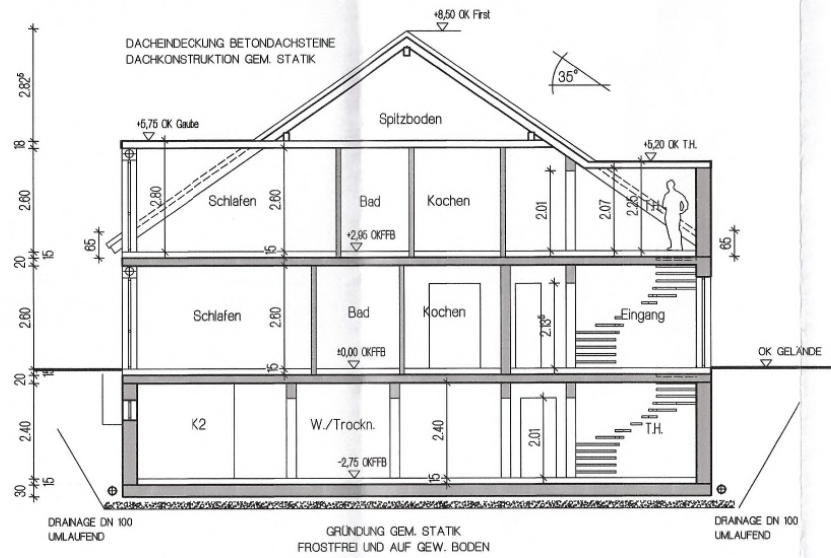 +8,50 OK First
DACHEINDECKUNG BETONDACHSTEINE
DACHKONSTRUKTION GEM. STATIK
35°
2.82⁵
Spitzboden
+5,75 OK Gaube
+5,20 OK T.H.
18
2.60
2.80
Schlafen
2.60
Bad
Kochen
2.01
2.07
2.25
T.H.
65
+2,95 OKFFB
65
20
15
15
2.60
Schlafen
2.60
Bad
Kochen
2.13⁵
Eingang
±0,00 OKFFB
OK GELÄNDE
20
15
15
2.40
K2
W./Trockn.
2.40
2.01
T.H.
-2,75 OKFFB
30
15
15
DRAINAGE DN 100
UMLAUFEND
GRÜNDUNG GEM. STATIK
FROSTFREI UND AUF GEW. BODEN
DRAINAGE DN 100
UMLAUFEND